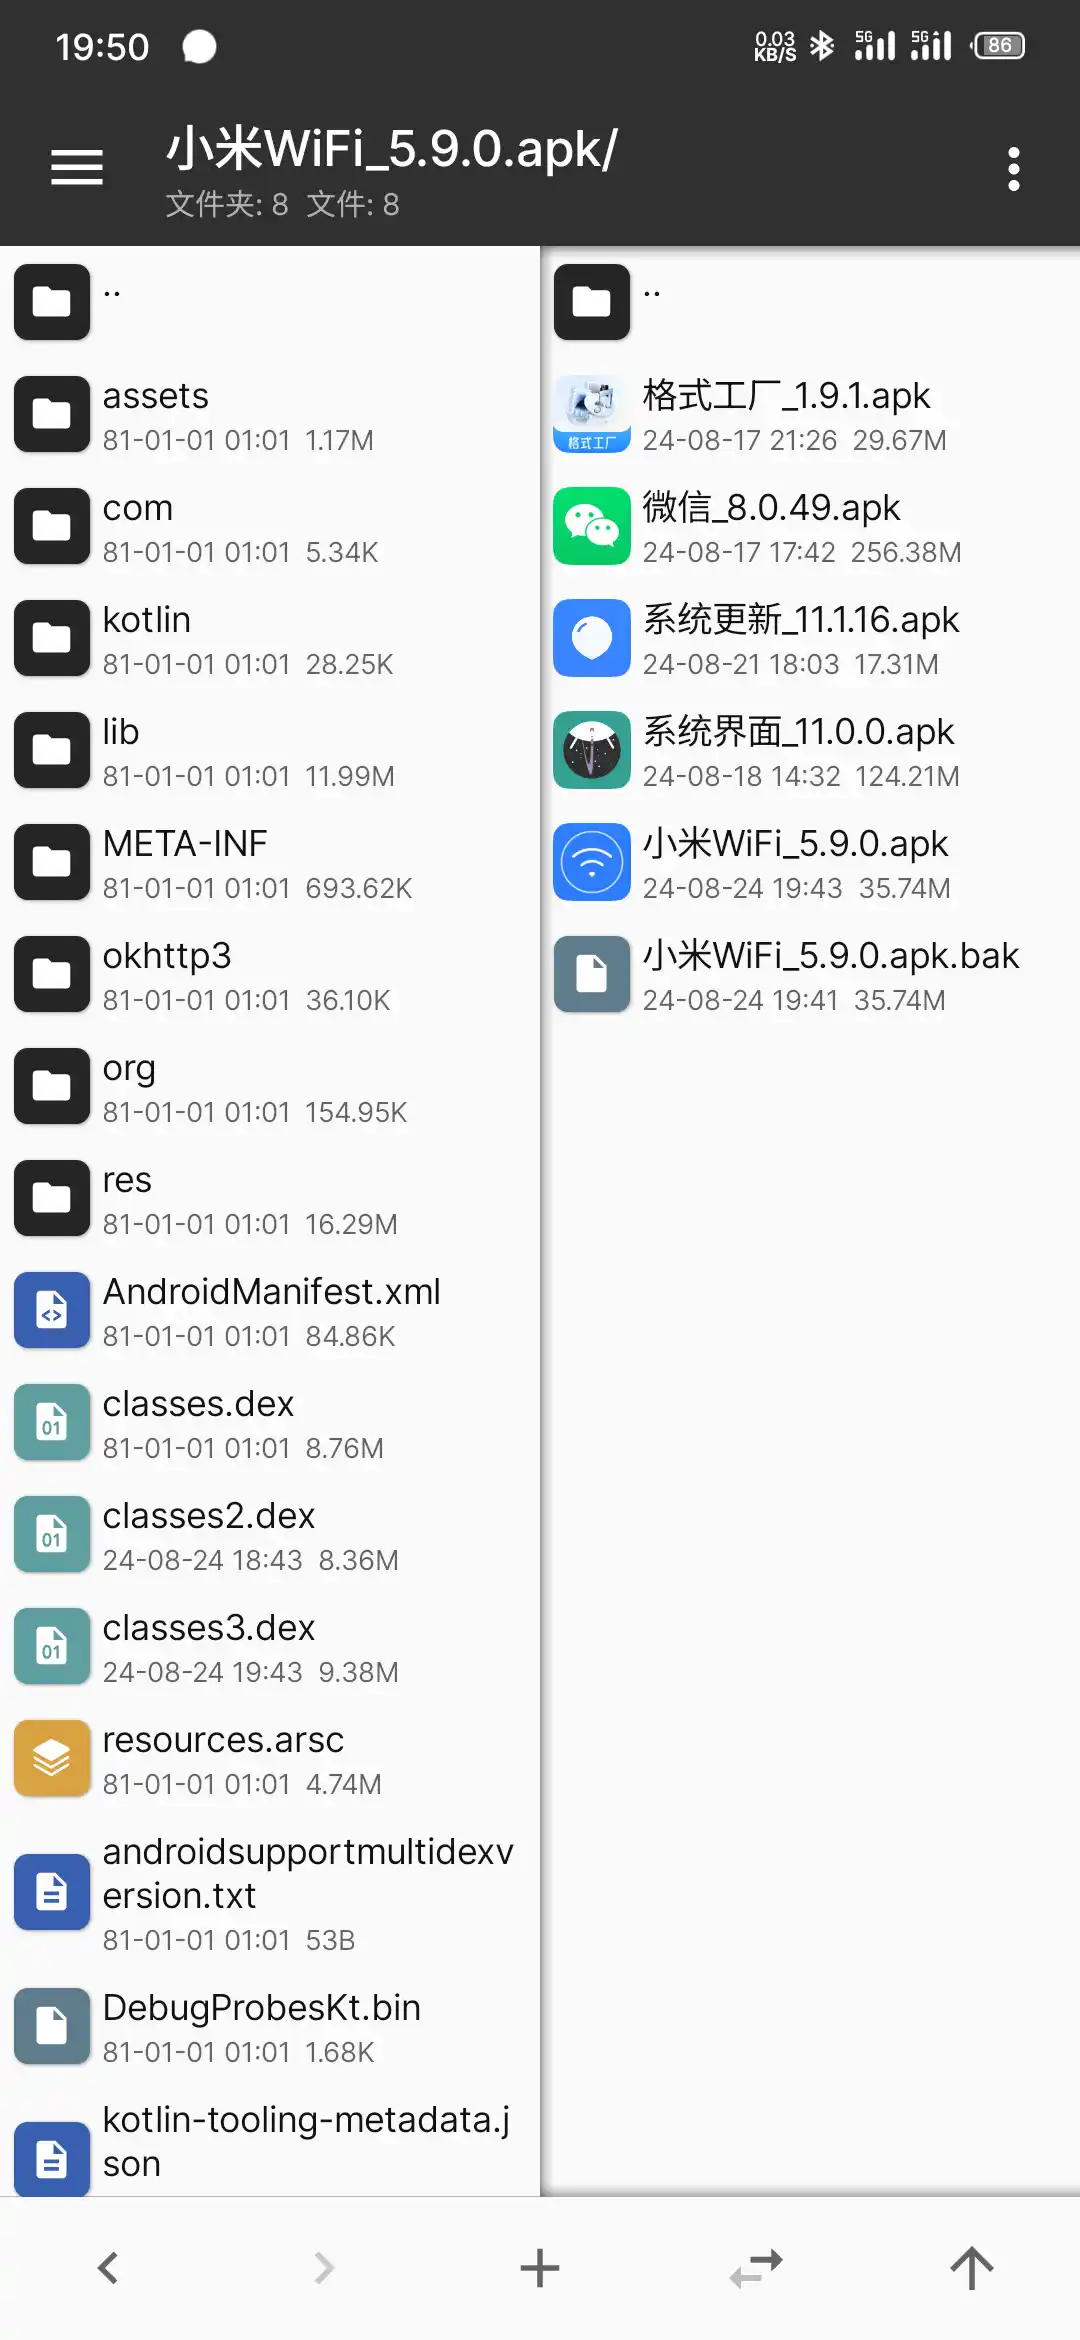 19:50
0.03
KB/S
5G
5G
86
小米WiFi_5.9.0.apk/
文件夹: 8 文件: 8
..
assets
81-01-01 01:01 1.17M
com
81-01-01 01:01 5.34K
kotlin
81-01-01 01:01 28.25K
lib
81-01-01 01:01 11.99M
META-INF
81-01-01 01:01 693.62K
okhttp3
81-01-01 01:01 36.10K
org
81-01-01 01:01 154.95K
res
81-01-01 01:01 16.29M
AndroidManifest.xml
81-01-01 01:01 84.86K
01
classes.dex
81-01-01 01:01 8.76M
01
classes2.dex
24-08-24 18:43 8.36M
01
classes3.dex
24-08-24 19:43 9.38M
resources.arsc
81-01-01 01:01 4.74M
androidsupportmultidexv
ersion.txt
81-01-01 01:01 53B
DebugProbesKt.bin
81-01-01 01:01 1.68K
kotlin-tooling-metadata.j
son
..
格式工厂
格式工厂_1.9.1.apk
24-08-17 21:26 29.67M
微信_8.0.49.apk
24-08-17 17:42 256.38M
系统更新_11.1.16.apk
24-08-21 18:03 17.31M
系统界面_11.0.0.apk
24-08-18 14:32 124.21M
小米WiFi_5.9.0.apk
24-08-24 19:43 35.74M
小米WiFi_5.9.0.apk.bak
24-08-24 19:41 35.74M